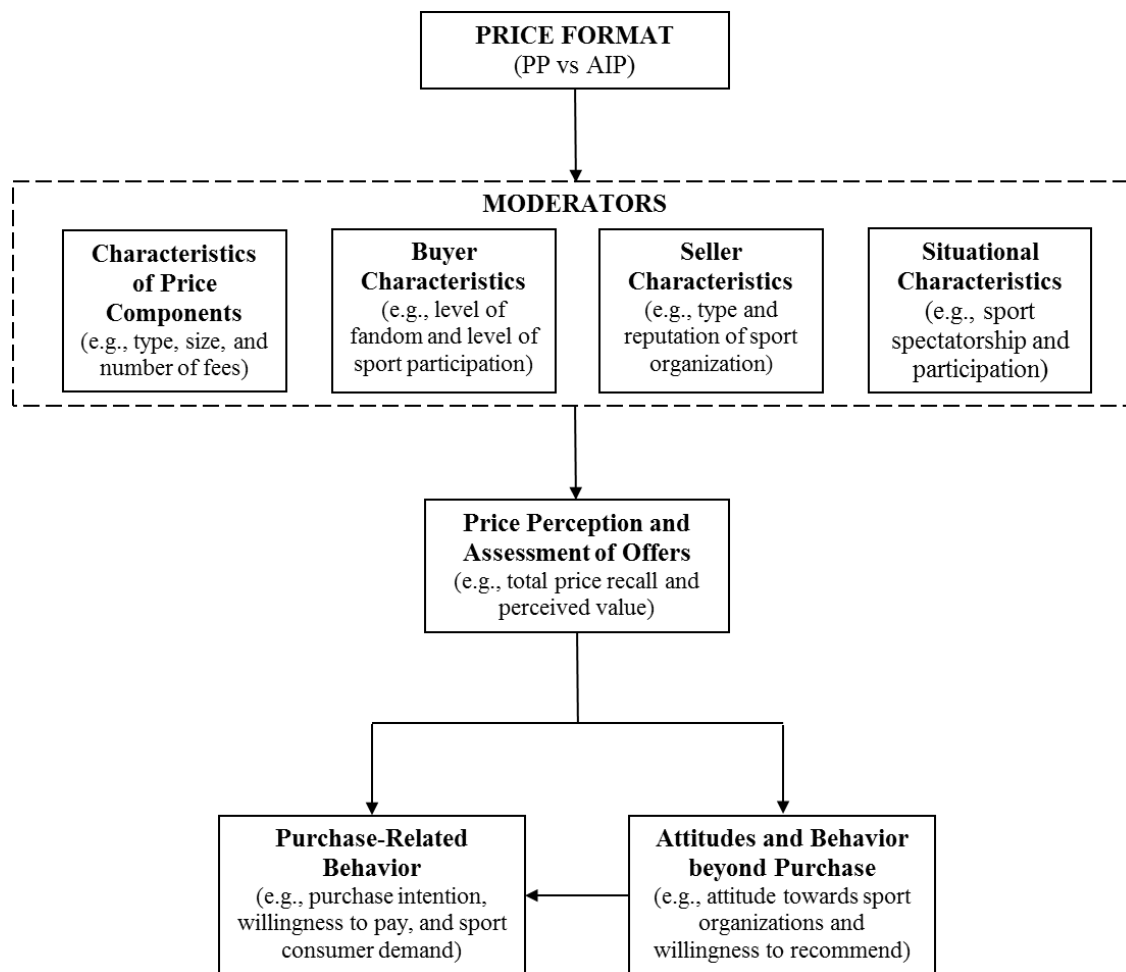 PRICE FORMAT
(PP vs AIP)
MODERATORS
Characteristics
of Price
Components
(e.g., type, size, and
number of fees)
Buyer
Characteristics
(e.g., level of
fandom and level of
sport participation)
Seller
Characteristics
(e.g., type and
reputation of sport
organization)
Situational
Characteristics
(e.g., sport
spectatorship and
participation)
Price Perception and
Assessment of Offers
(e.g., total price recall and
perceived value)
Purchase-Related
Behavior
(e.g., purchase intention,
willingness to pay, and sport
consumer demand)
Attitudes and Behavior
beyond Purchase
(e.g., attitude towards sport
organizations and
willingness to recommend)